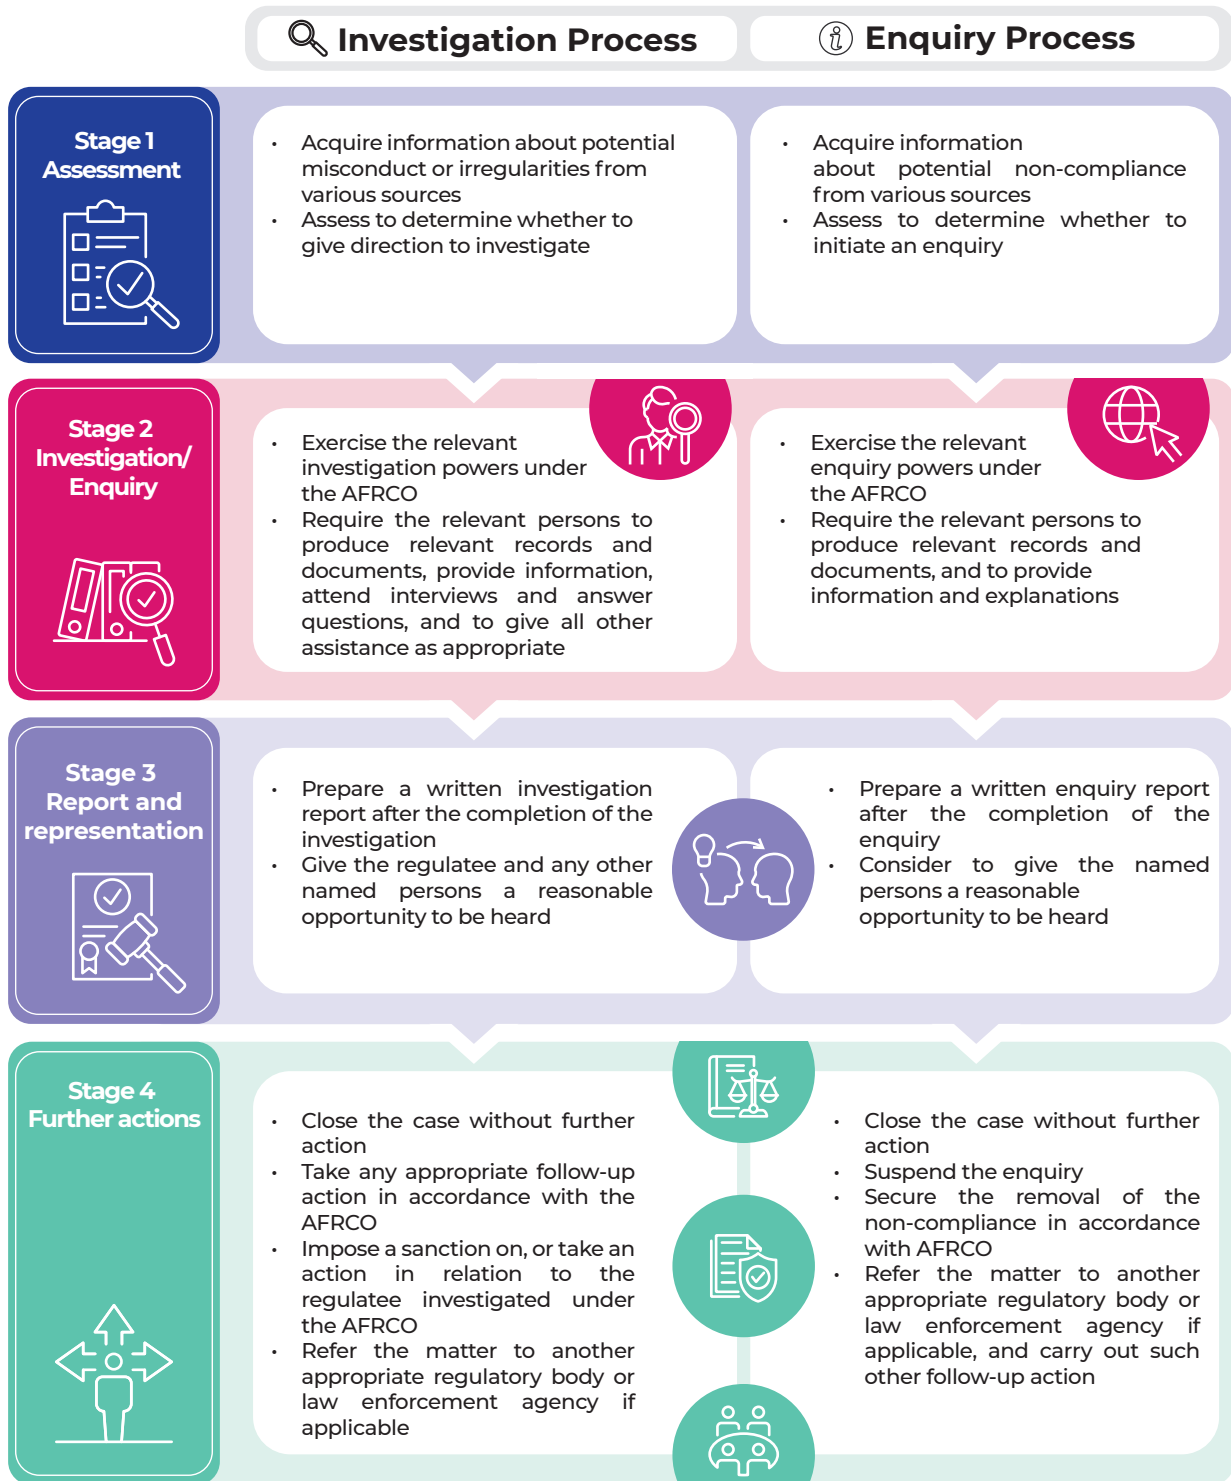 Investigation Process
Enquiry Process
Stage 1
Assessment
• Acquire information about potential
misconduct or irregularities from
various sources
• Assess to determine whether to
give direction to investigate
• Acquire information
about potential non-compliance
from various sources
• Assess to determine whether to
initiate an enquiry
Stage 2
Investigation/
Enquiry
• Exercise the relevant
investigation powers under
the AFRCO
• Require the relevant persons to
produce relevant records and
documents, provide information,
attend interviews and answer
questions, and to give all other
assistance as appropriate
• Exercise the relevant
enquiry powers under
the AFRCO
• Require the relevant persons to
produce relevant records and
documents, and to provide
information and explanations
Stage 3
Report and
representation
• Prepare a written investigation
report after the completion of the
investigation
• Give the regulatee and any other
named persons a reasonable
opportunity to be heard
• Prepare a written enquiry report
after the completion of the
enquiry
• Consider to give the named
persons a reasonable
opportunity to be heard
Stage 4
Further actions
• Close the case without further
action
• Take any appropriate follow-up
action in accordance with the
AFRCO
• Impose a sanction on, or take an
action in relation to the
regulatee investigated under
the AFRCO
• Refer the matter to another
appropriate regulatory body or
law enforcement agency if
applicable
• Close the case without further
action
• Suspend the enquiry
• Secure the removal of the
non-compliance in accordance
with AFRCO
• Refer the matter to another
appropriate regulatory body or
law enforcement agency if
applicable, and carry out such
other follow-up action